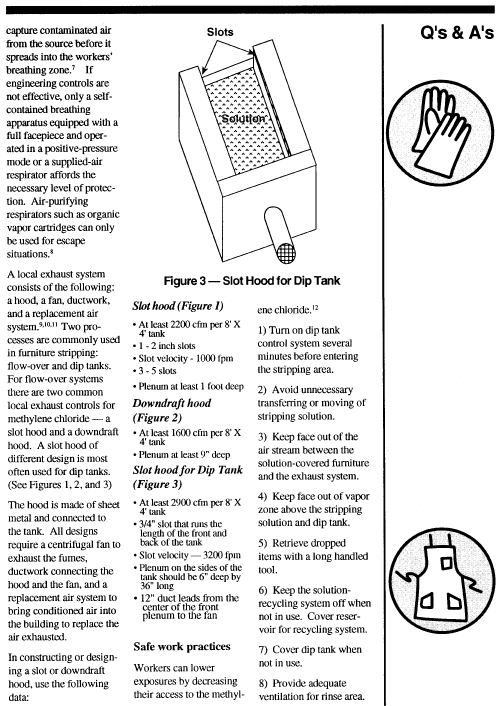 capture contaminated air
from the source before it
spreads into the workers'
breathing zone.7 If
engineering controls are
not effective, only a self-
contained breathing
apparatus equipped with a
full facepiece and oper-
ated in a positive-pressure
mode or a supplied-air
respirator affords the
necessary level of protec-
tion. Air-purifying
respirators such as organic
vapor cartridges can only
be used for escape
situations.8
A local exhaust system
consists of the following:
a hood, a fan, ductwork,
and a replacement air
system.9,10,11 Two pro-
cesses are commonly used
in furniture stripping:
flow-over and dip tanks.
For flow-over systems
there are two common
local exhaust controls for
methylene chloride — a
slot hood and a downdraft
hood. A slot hood of
different design is most
often used for dip tanks.
(See Figures 1, 2, and 3)
The hood is made of sheet
metal and connected to
the tank. All designs
require a centrifugal fan to
exhaust the fumes,
ductwork connecting the
hood and the fan, and a
replacement air system to
bring conditioned air into
the building to replace the
air exhausted.
In constructing or design-
ing a slot or downdraft
hood, use the following
data:
Slots
Solution
Figure 3 — Slot Hood for Dip Tank
Slot hood (Figure 1)
• At least 2200 cfm per 8' X
4' tank
• 1 - 2 inch slots
• Slot velocity - 1000 fpm
• 3 - 5 slots
• Plenum at least 1 foot deep
Downdraft hood
(Figure 2)
• At least 1600 cfm per 8' X
4' tank
• Plenum at least 9" deep
Slot hood for Dip Tank
(Figure 3)
• At least 2900 cfm per 8' X
4' tank
• 3/4" slot that runs the
length of the front and
back of the tank
• Slot velocity — 3200 fpm
• Plenum on the sides of the
tank should be 6" deep by
36" long
• 12" duct leads from the
center of the front
plenum to the fan
Safe work practices
Workers can lower
exposures by decreasing
their access to the methyl-
ene chloride.12
1) Turn on dip tank
control system several
minutes before entering
the stripping area.
2) Avoid unnecessary
transferring or moving of
stripping solution.
3) Keep face out of the
air stream between the
solution-covered furniture
and the exhaust system.
4) Keep face out of vapor
zone above the stripping
solution and dip tank.
5) Retrieve dropped
items with a long handled
tool.
6) Keep the solution-
recycling system off when
not in use. Cover reser-
voir for recycling system.
7) Cover dip tank when
not in use.
8) Provide adequate
ventilation for rinse area.
Q's & A's